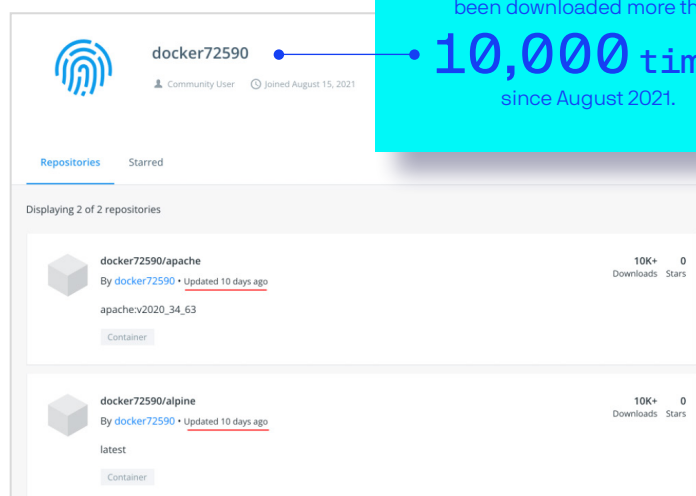 been downloaded more
10,000
since August 2021.
docker72590
Community User Joined August 15, 2021
Repositories Starred
Displaying 2 of 2 repositories
docker72590/apache
10K+ 0
By docker72590 • Updated 10 days ago
Downloads Stars
apache:v2020_34_63
Container
docker72590/alpine
10K+ 0
By docker72590 • Updated 10 days ago
Downloads Stars
latest
Container